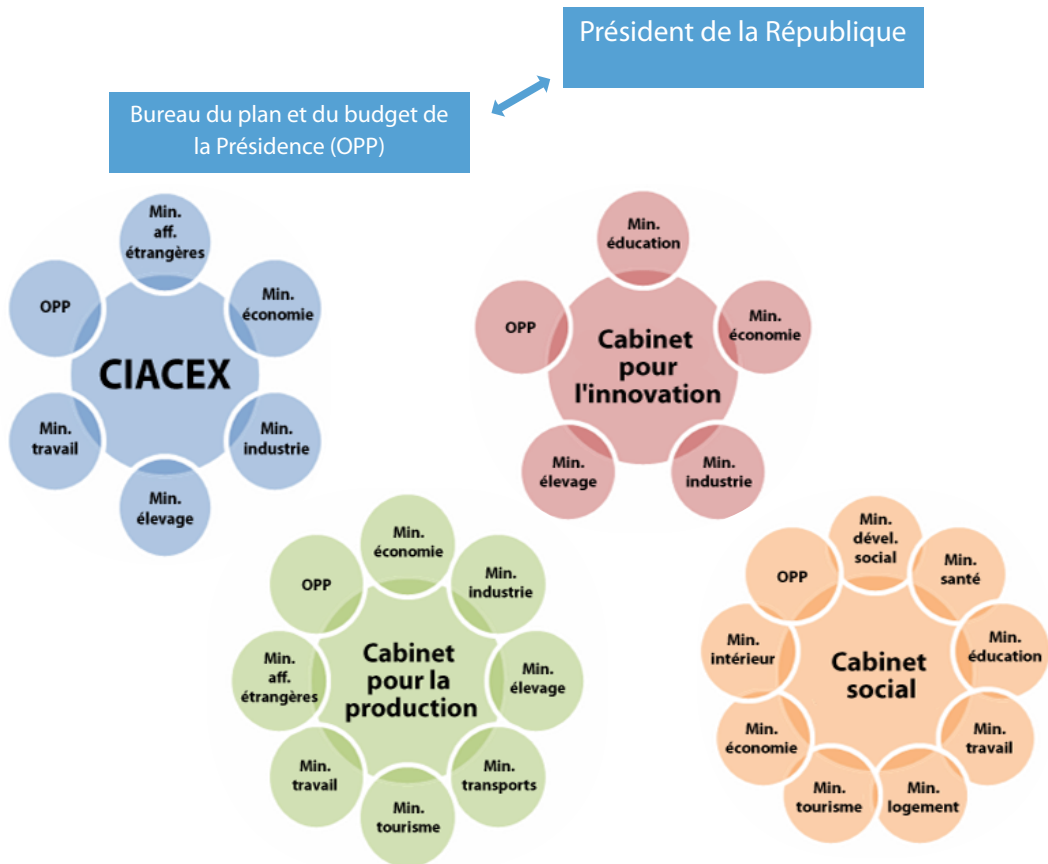 Président de la République
Bureau du plan et du budget de
la Présidence (OPP)
Min.
aff.
étrangères
OPP
Min.
économie
CIACEX
Min.
travail
Min.
industrie
Min.
élevage
Min.
éducation
OPP
Min.
économie
Cabinet
pour
l'innovation
Min.
élevage
Min.
industrie
Min.
économie
OPP
Min.
industrie
Min.
aff.
étrangères
Cabinet
pour la
production
Min.
élevage
Min.
travail
Min.
transports
Min.
tourisme
Min.
dével.
social
OPP
Min.
santé
Min.
intérieur
Min.
éducation
Cabinet
social
Min.
économie
Min.
travail
Min.
tourisme
Min.
logement